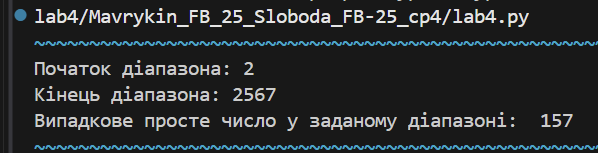 lab4/Mavrykin_FB_25_Sloboda_FB-25_cp4/lab4.py
~~~~~~~~~~~~~~~~~~~~~~~~~~~~~~~~~~~~~~~~~~~~~~~~~~~~~~~~~~~~~~~~
Початок діапазона: 2
Кінець діапазона: 2567
Випадкове просте число у заданому діапазоні:  157
~~~~~~~~~~~~~~~~~~~~~~~~~~~~~~~~~~~~~~~~~~~~~~~~~~~~~~~~~~~~~~~~